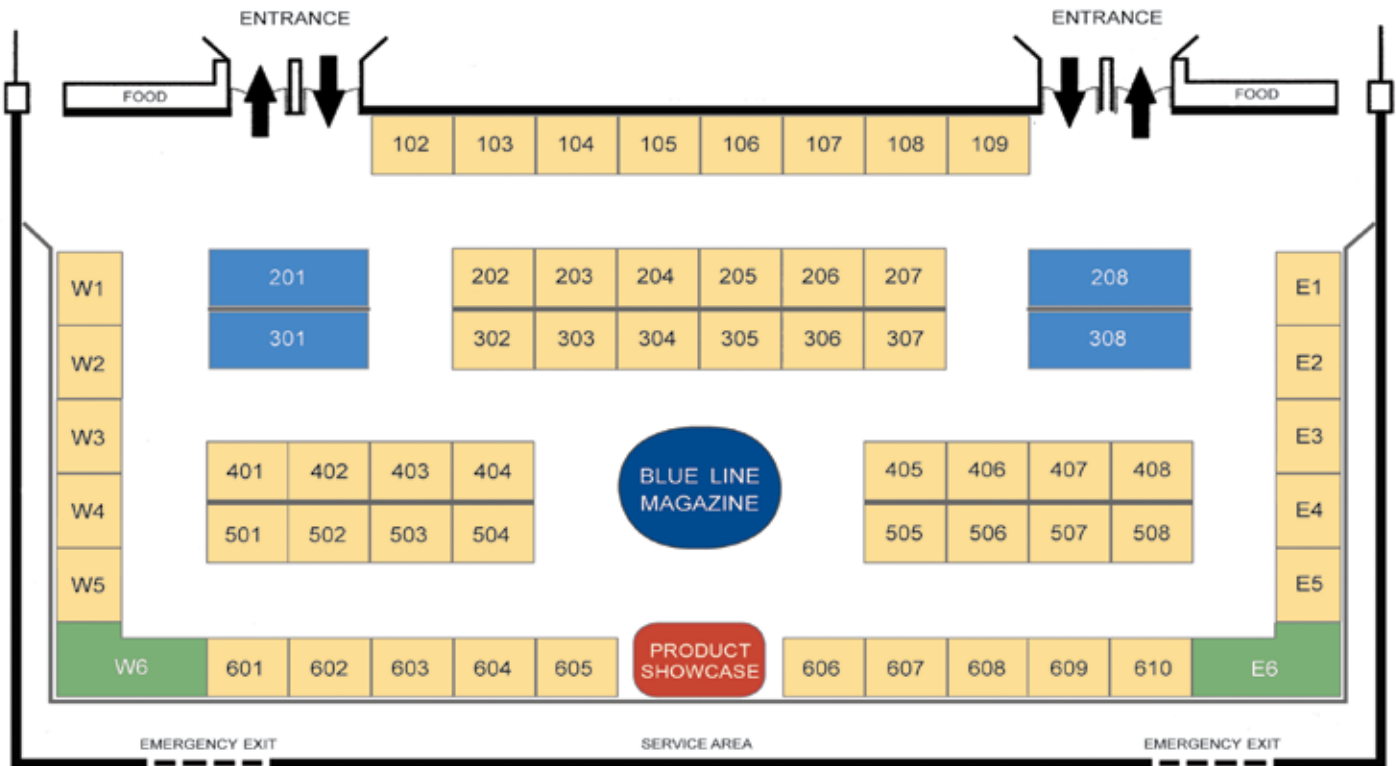 ENTRANCE ENTRANCE
FOOD FOOD
102 103 104 105 106 107 108 109
W1 201 202 203 204 205 206 207 208 E1
301 302 303 304 305 306 307 308
W2 E2
W3 E3
401 402 403 404 BLUE LINE 405 406 407 408
MAGAZINE
W4 E4
501 502 503 504 505 506 507 508
W5 E5
PRODUCT
W6 601 602 603 604 605 SHOWCASE 606 607 608 609 610 E6
EMERGENCY EXIT SERVICE AREA EMERGENCY EXIT